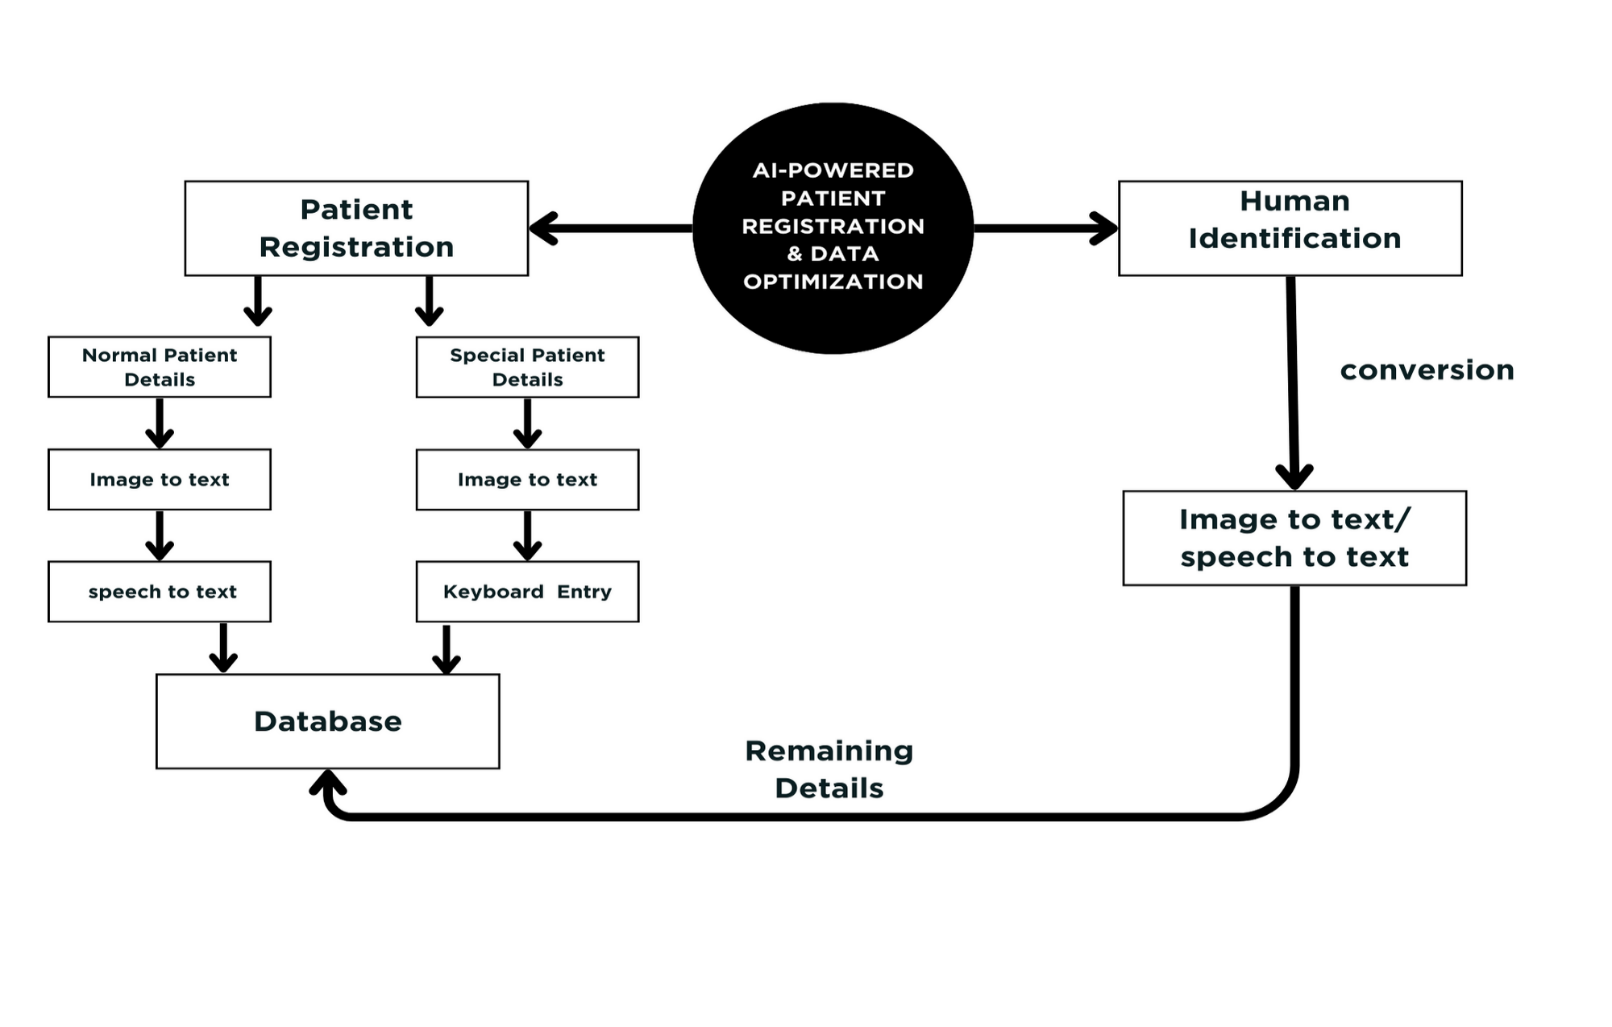 AI-POWERED
PATIENT
REGISTRATION
& DATA
OPTIMIZATION
Patient
Registration
Human
Identification
Normal Patient
Details
Special Patient
Details
conversion
Image to text
Image to text
Image to text/
speech to text
speech to text
Keyboard Entry
Database
Remaining
Details